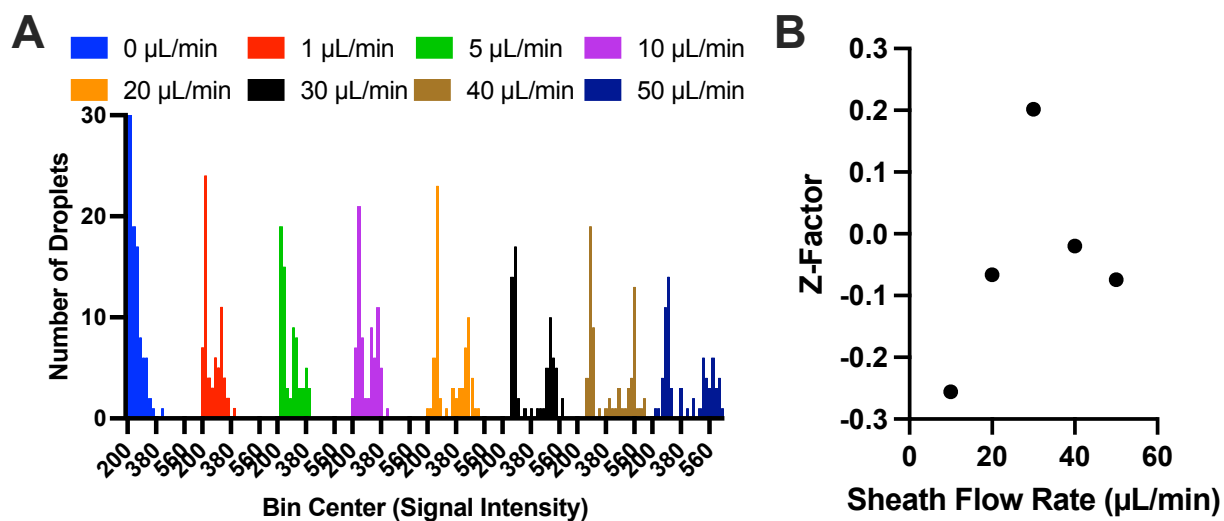 A
0 µL/min 1 µL/min 5 µL/min 10 µL/min
20 µL/min 30 µL/min 40 µL/min 50 µL/min
Number of Droplets
30
20
10
0
200 380 560 200 380 560 200 380 560 200 380 560 200 380 560 200 380 560 200 380 560 200 380 560
Bin Center (Signal Intensity)
B
Z-Factor
0.3
0.2
0.1
0.0
-0.1
-0.2
-0.3
0 20 40 60
Sheath Flow Rate (µL/min)